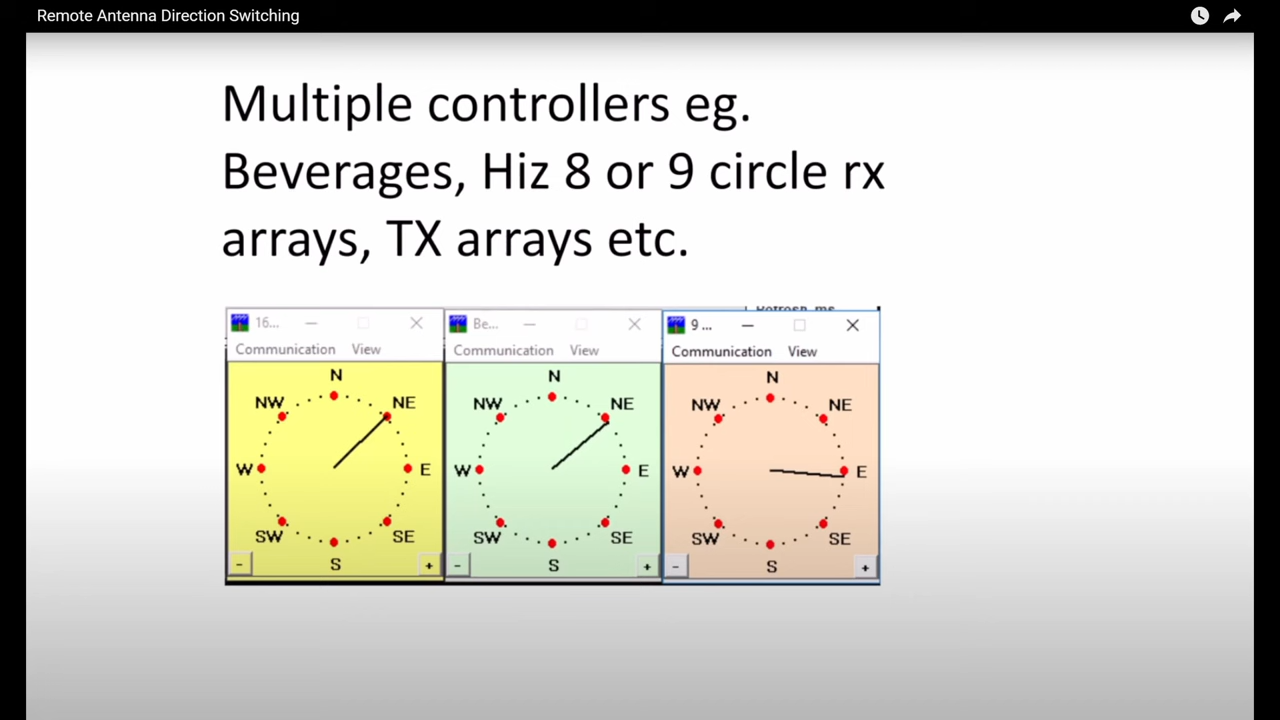 Remote Antenna Direction Switching
Multiple controllers eg.
Beverages, Hiz 8 or 9 circle rx
arrays, TX arrays etc.
Refresh ms
16... Be... 9 ...
Communication View Communication View Communication View
N N N
NW NE NW NE NW NE
W E W E W E
SW SE SW SE SW SE
- S + - S + - S +